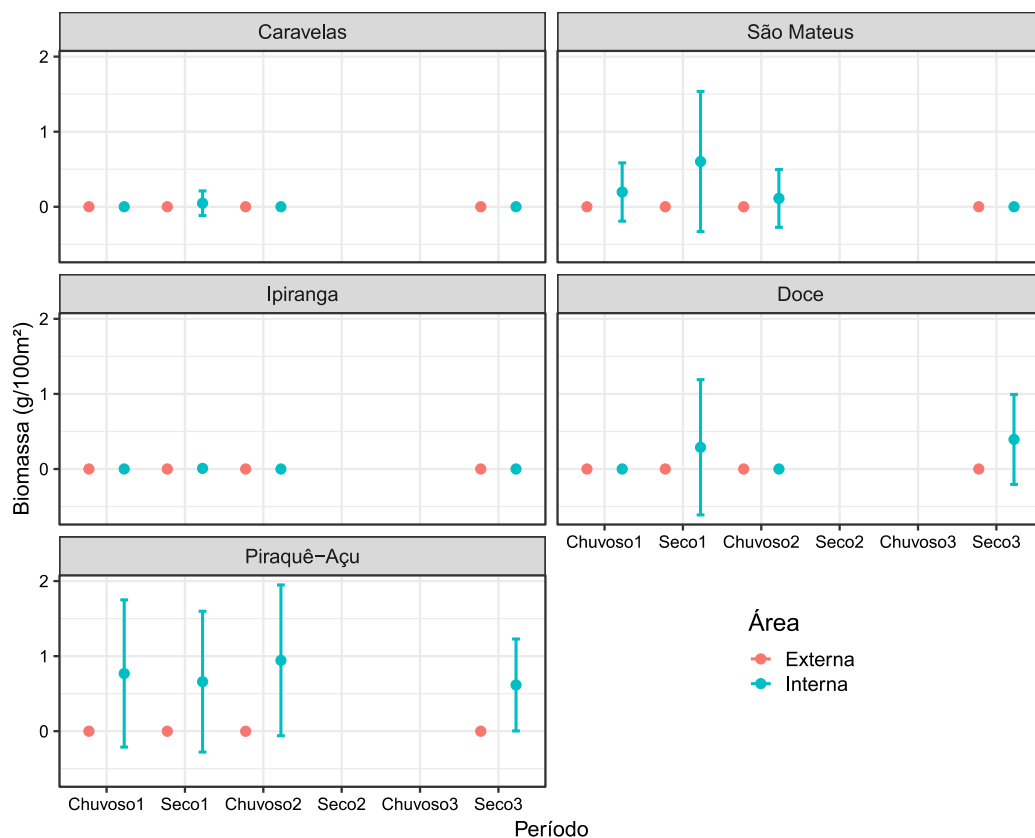 Caravelas
São Mateus
2
1
0
Ipiranga
Doce
2
1
0
Chuvoso1 Seco1 Chuvoso2 Seco2 Chuvoso3 Seco3
Piraquê−Açu
2
1
0
Chuvoso1 Seco1 Chuvoso2 Seco2 Chuvoso3 Seco3
Biomassa (g/100m²)
Período
Área
Externa
Interna